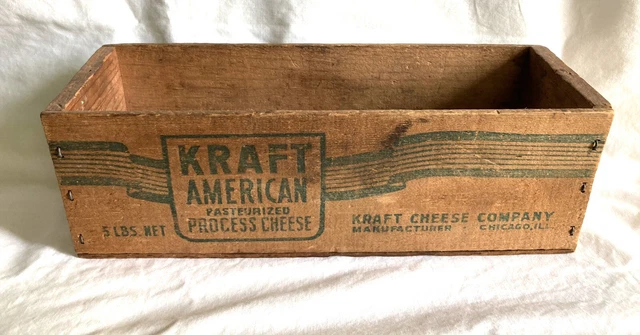 KRAFT
AMERICAN
PASTEURIZED
PROCESS CHEESE
5 LBS. NET
KRAFT CHEESE COMPANY
MANUFACTURER · CHICAGO, ILL.